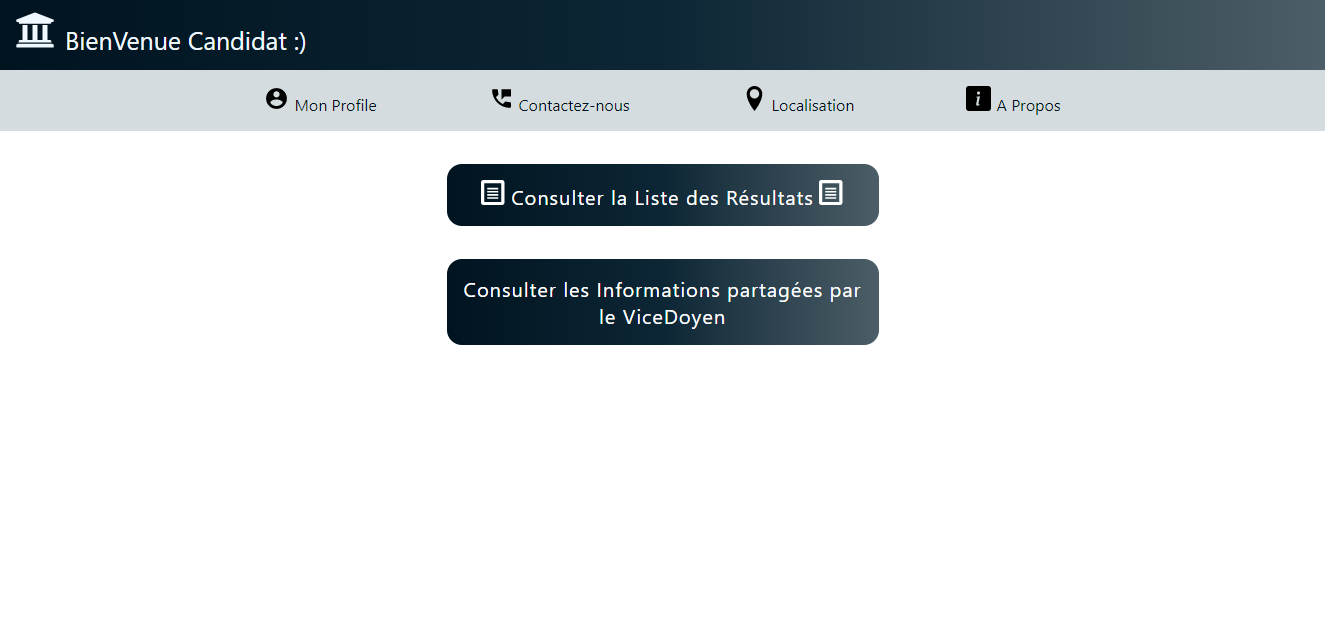 BienVenue Candidat :)
Mon Profile
Contactez-nous
Localisation
A Propos
Consulter la Liste des Résultats
Consulter les Informations partagées par
le ViceDoyen